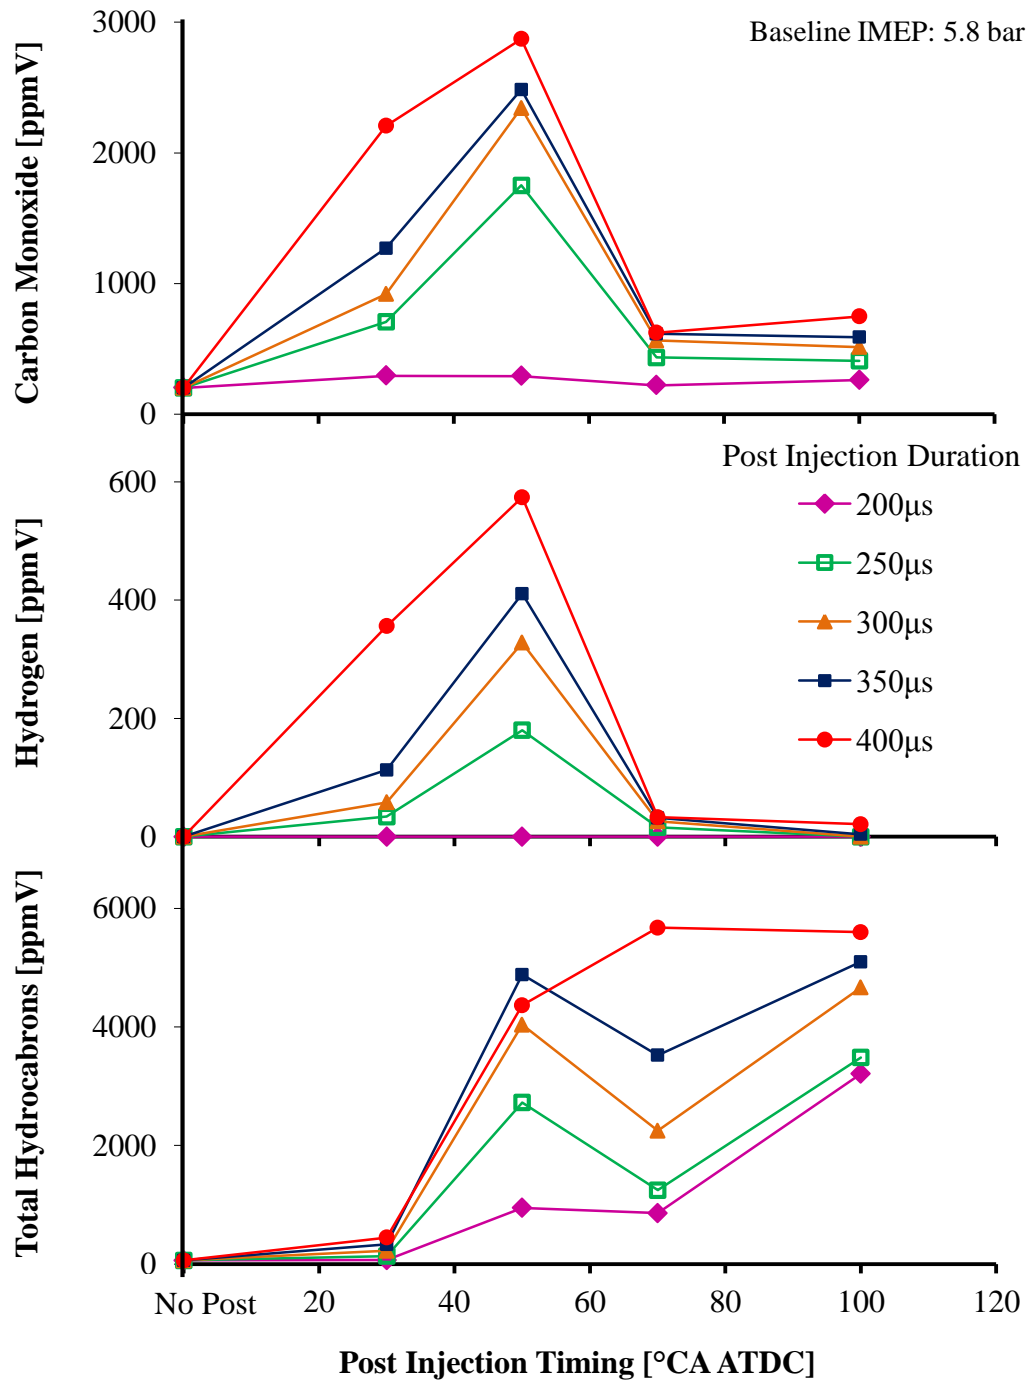 Baseline IMEP: 5.8 bar
Carbon Monoxide [ppmV]
3000
2000
1000
0
Hydrogen [ppmV]
600
400
200
0
Post Injection Duration
200μs
250μs
300μs
350μs
400μs
Total Hydrocabrons [ppmV]
6000
4000
2000
0
No Post 20 40 60 80 100 120
Post Injection Timing [°CA ATDC]